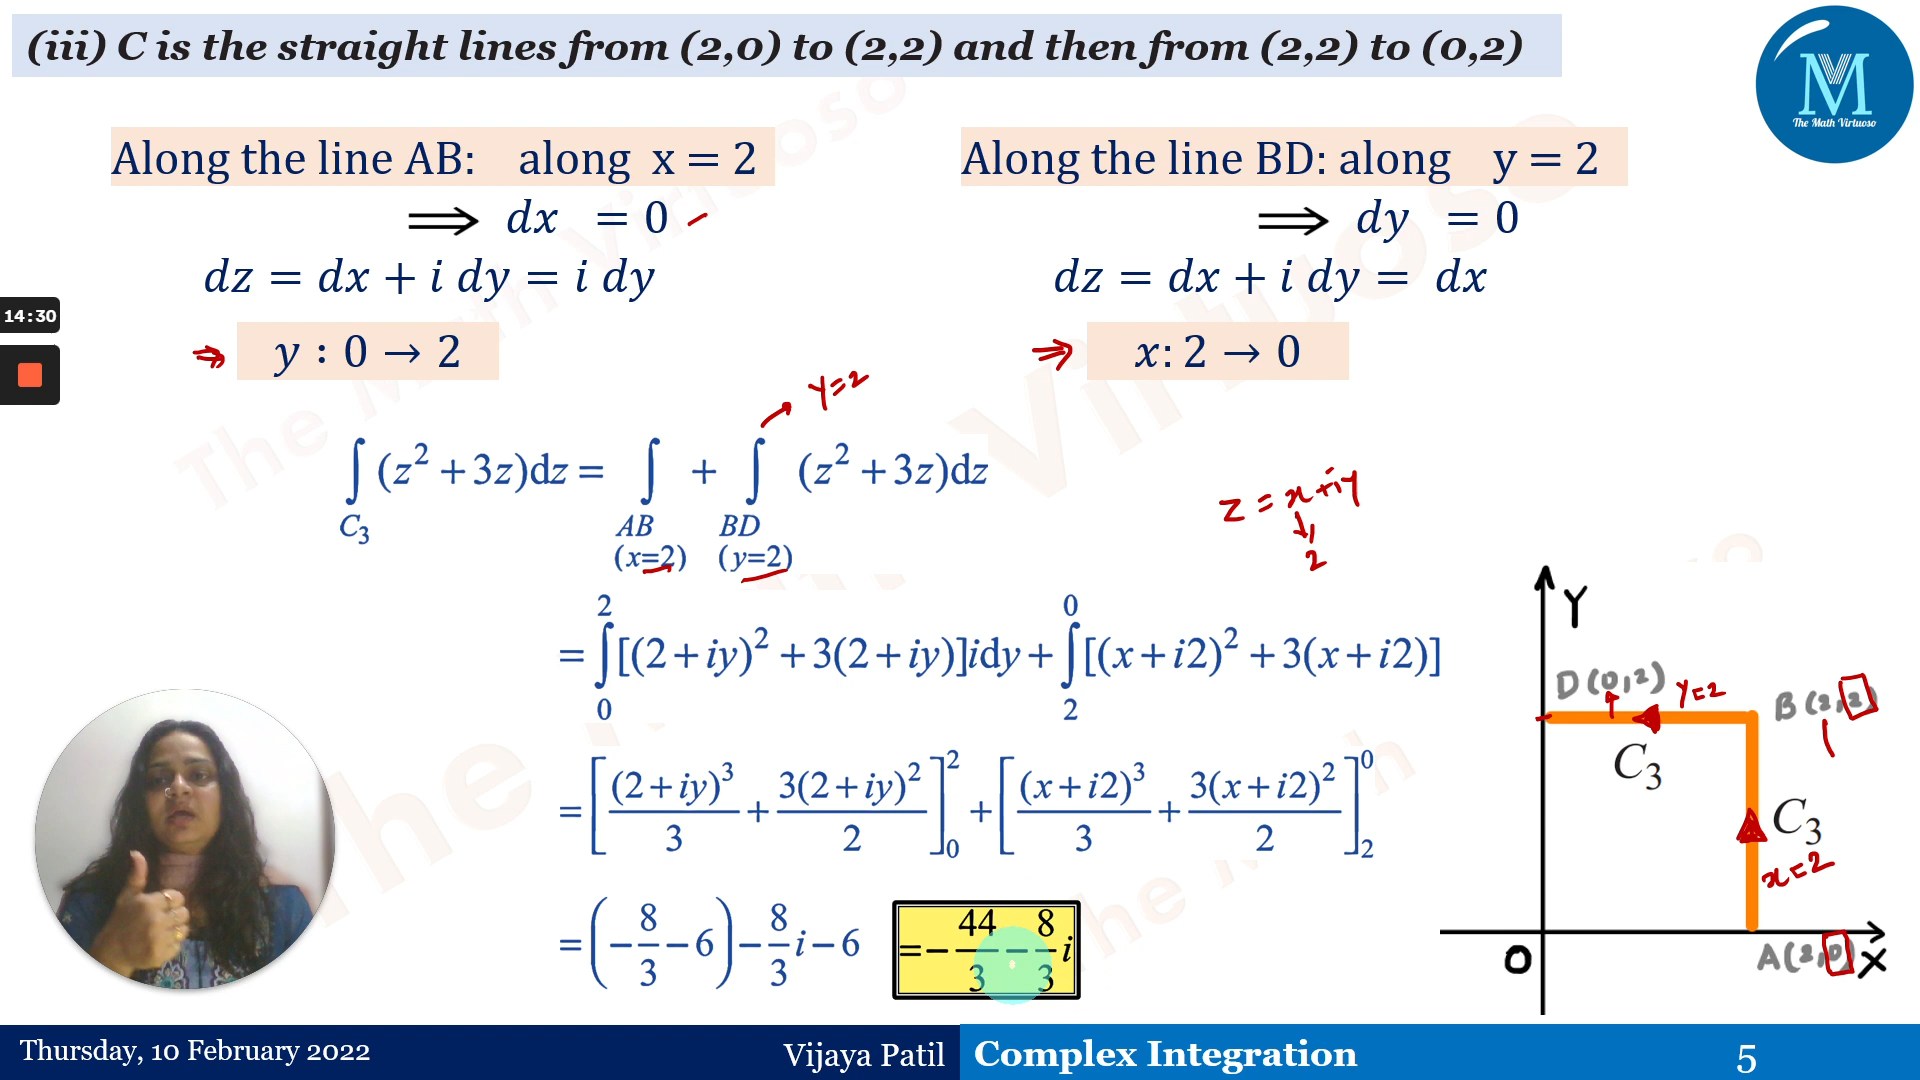 (iii) C is the straight lines from (2,0) to (2,2) and then from (2,2) to (0,2)
M
The Math Virtuoso
Along the line AB: along x = 2
⟹ dx = 0
dz = dx + i dy = i dy
⇒ y : 0 → 2
Along the line BD: along y = 2
⟹ dy = 0
dz = dx + i dy = dx
⇒ x: 2 → 0
14:30
y=2
∫_{C₃} (z² + 3z)dz = ∫_{AB (x=2)} + ∫_{BD (y=2)} (z² + 3z)dz
z = x+iy
2
= ∫₀² [(2 + iy)² + 3(2 + iy)]idy + ∫₂⁰ [(x + i2)² + 3(x + i2)]
= [(2 + iy)³/3 + 3(2 + iy)²/2]₀² + [(x + i2)³/3 + 3(x + i2)²/2]₂⁰
= (−8/3 − 6) − 8/3 i − 6 = −44/3 − 8/3 i
Y
D(0,2)
y=2
B(2,2)
C₃
C₃
x=2
O
A(2,0)
X
The Math Virtuoso
Thursday, 10 February 2022
Vijaya Patil
Complex Integration
5